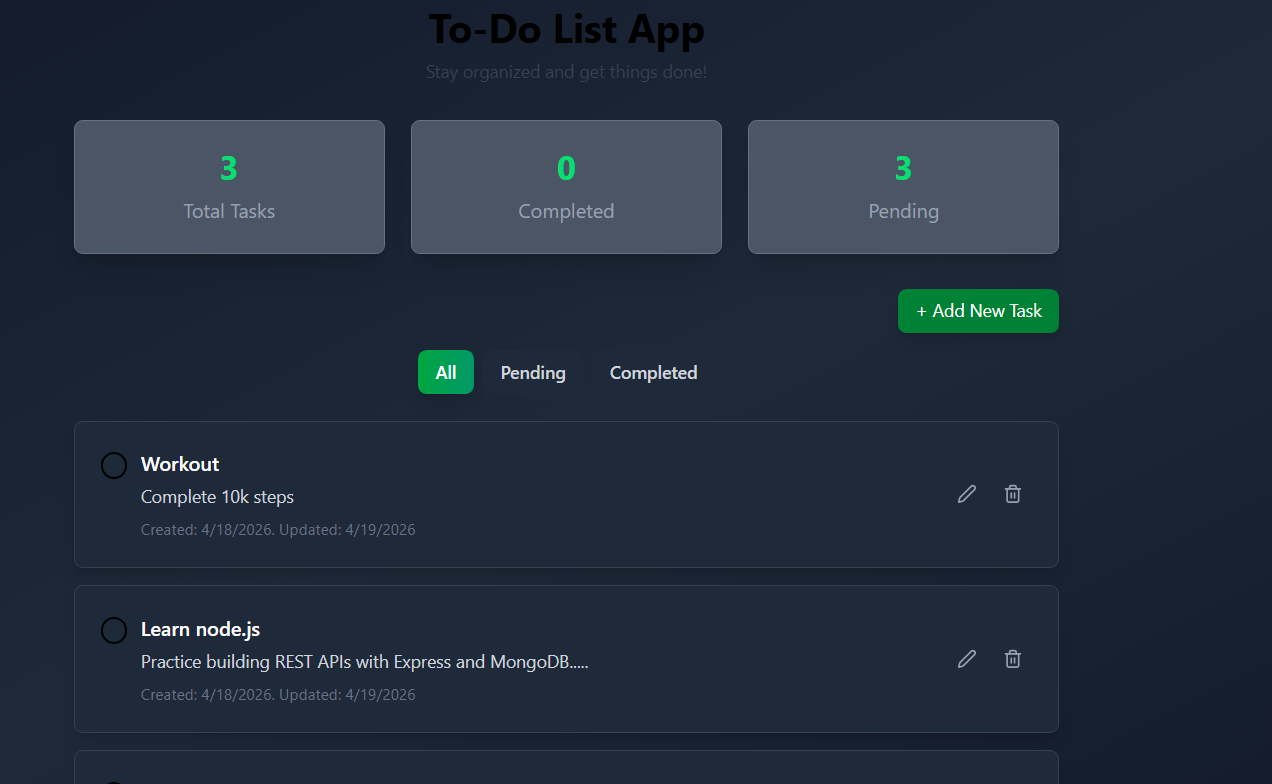 To-Do List App
Stay organized and get things done!
3
Total Tasks
0
Completed
3
Pending
+ Add New Task
All
Pending
Completed
Workout
Complete 10k steps
Created: 4/18/2026. Updated: 4/19/2026
Learn node.js
Practice building REST APIs with Express and MongoDB.....
Created: 4/18/2026. Updated: 4/19/2026